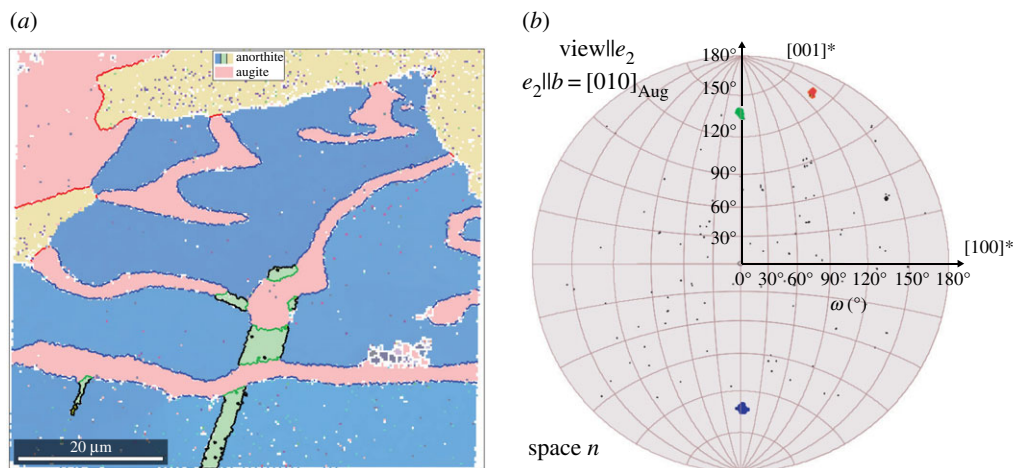 (a)
anorthite
augite
20 µm
(b)
view||e2
e2||b = [010]Aug
[001]*
180°
150°
120°
90°
60°
30°
[100]*
0° 30° 60° 90° 120° 150° 180°
ω (°)
space n